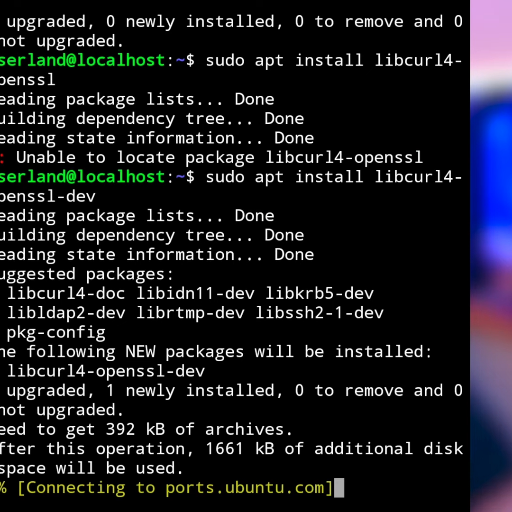 upgraded, 0 newly installed, 0 to remove and 0
not upgraded.
serland@localhost:~$ sudo apt install libcurl4-
penssl
eading package lists... Done
uilding dependency tree... Done
eading state information... Done
: Unable to locate package libcurl4-openssl
serland@localhost:~$ sudo apt install libcurl4-
penssl-dev
eading package lists... Done
uilding dependency tree... Done
eading state information... Done
uggested packages:
libcurl4-doc libidn11-dev libkrb5-dev
libldap2-dev librtmp-dev libssh2-1-dev
pkg-config
he following NEW packages will be installed:
libcurl4-openssl-dev
upgraded, 1 newly installed, 0 to remove and 0
not upgraded.
eed to get 392 kB of archives.
fter this operation, 1661 kB of additional disk
space will be used.
% [Connecting to ports.ubuntu.com]